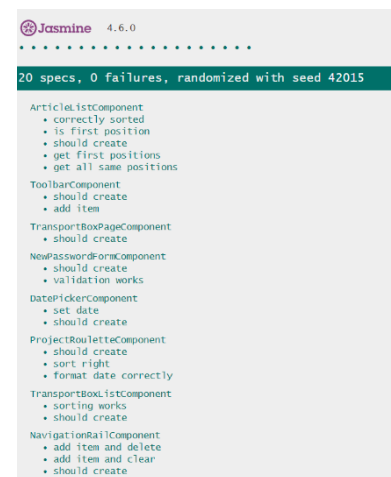 Jasmine 4.6.0
20 specs, 0 failures, randomized with seed 42015
ArticleListComponent
• correctly sorted
• is first position
• should create
• get first positions
• get all same positions
ToolbarComponent
• should create
• add item
TransportBoxPageComponent
• should create
NewPasswordFormComponent
• should create
• validation works
DatePickerComponent
• set date
• should create
ProjectRouletteComponent
• should create
• sort right
• format date correctly
TransportBoxListComponent
• sorting works
• should create
NavigationRailComponent
• add item and delete
• add item and clear
• should create